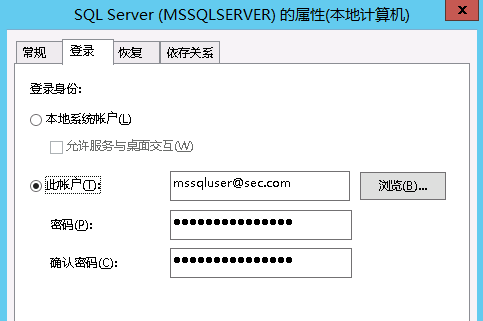 SQL Server (MSSQLSERVER) 的属性(本地计算机)
x
常规 登录 恢复 依存关系
登录身份:
本地系统帐户(L)
允许服务与桌面交互(W)
此帐户(T): mssqluser@sec.com 浏览(B)...
密码(P): ●●●●●●●●●●●●●●●
确认密码(C): ●●●●●●●●●●●●●●●